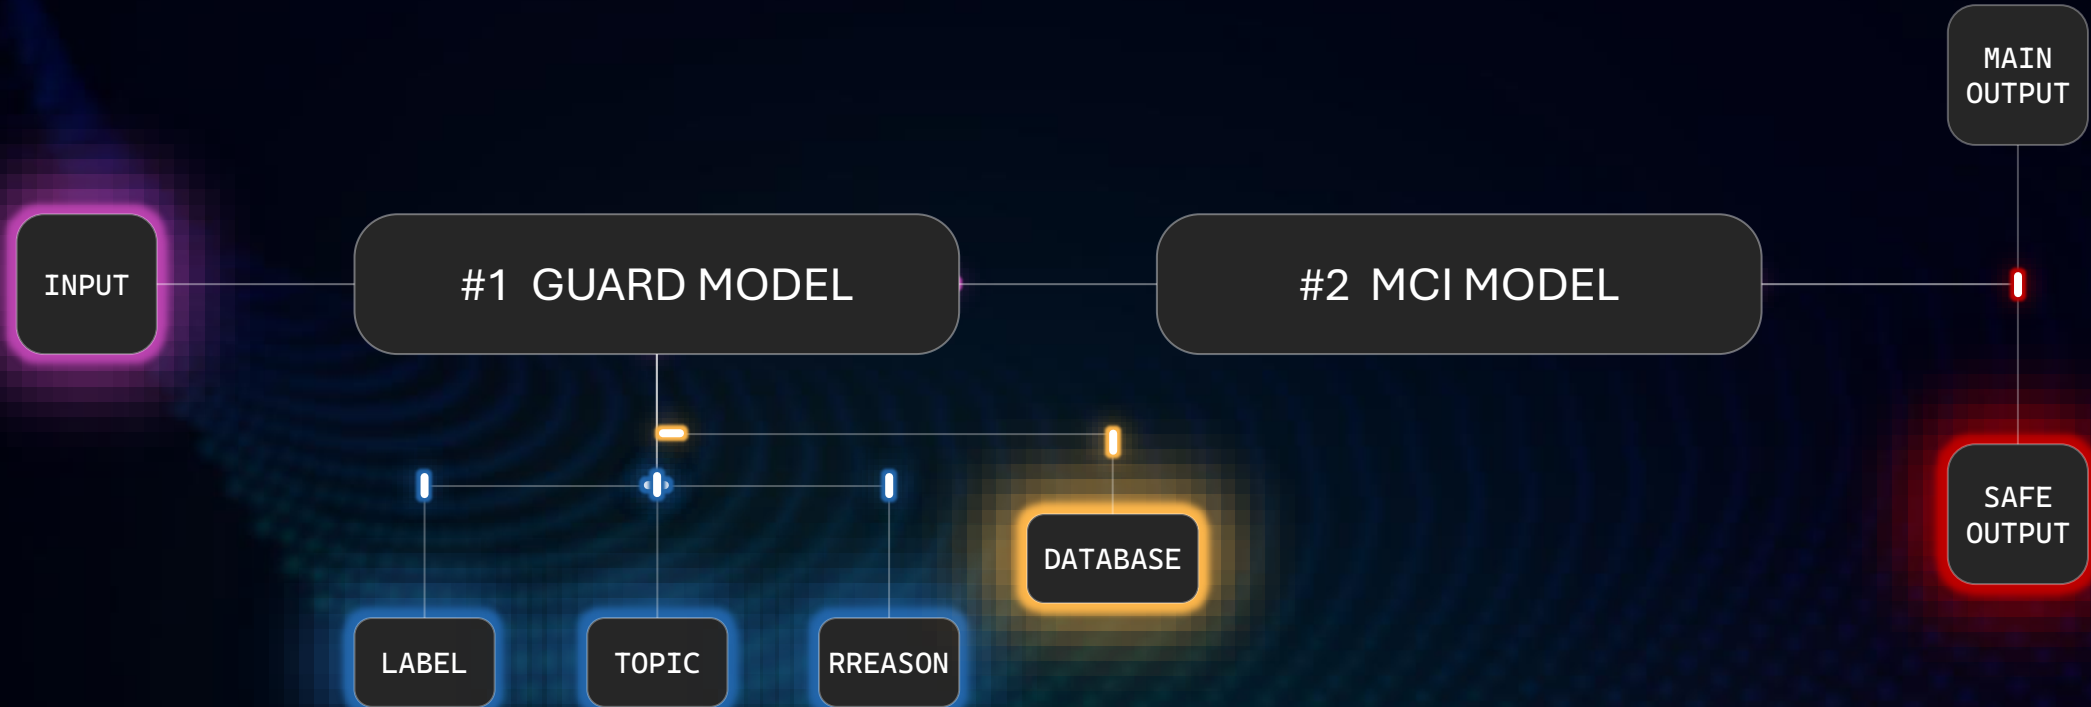 MAIN
OUTPUT
INPUT
#1 GUARD MODEL
#2 MCI MODEL
SAFE
OUTPUT
DATABASE
LABEL
TOPIC
RREASON